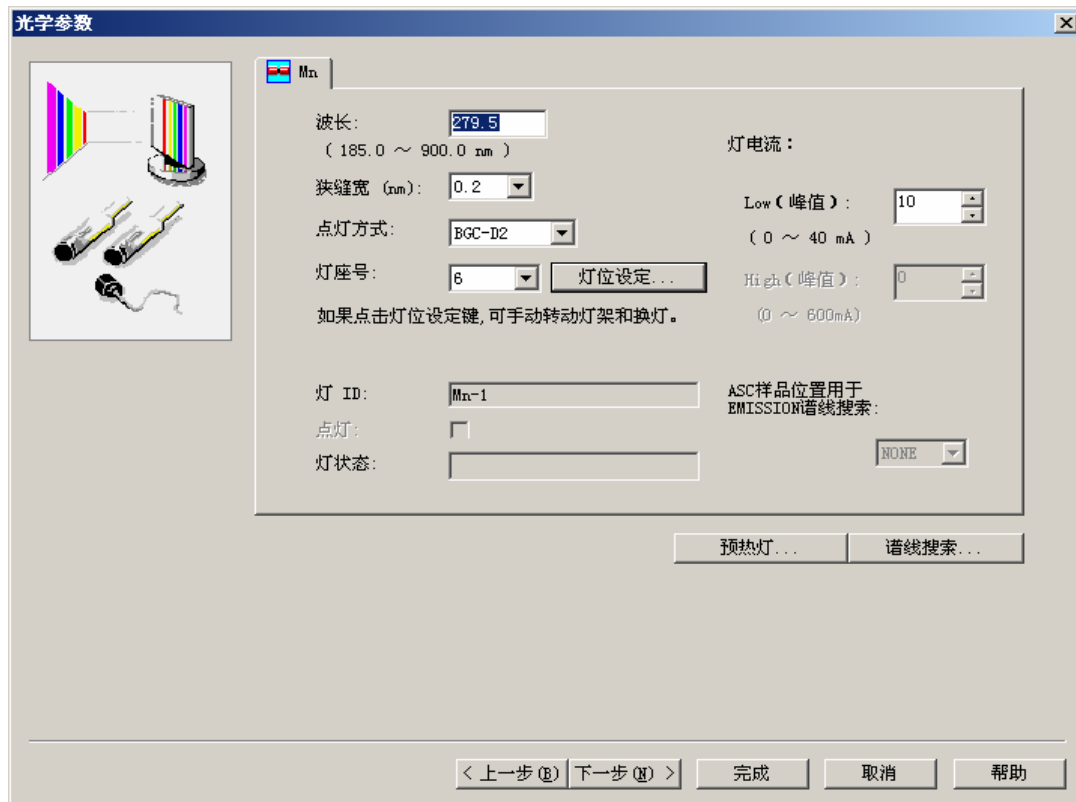 光学参数
Mn
波长: 279.5
( 185.0 ～ 900.0 nm )
狭缝宽 (nm): 0.2
点灯方式: BGC-D2
灯座号: 6 灯位设定...
如果点击灯位设定键,可手动转动灯架和换灯。
灯电流：
Low（峰值）: 10
( 0 ～ 40 mA )
High（峰值）: 0
(0 ～ 600mA)
灯 ID: Mn-1
点灯:
灯状态:
ASC样品位置用于
EMISSION谱线搜索:
NONE
预热灯... 谱线搜索...
< 上一步(B) 下一步(N) > 完成 取消 帮助